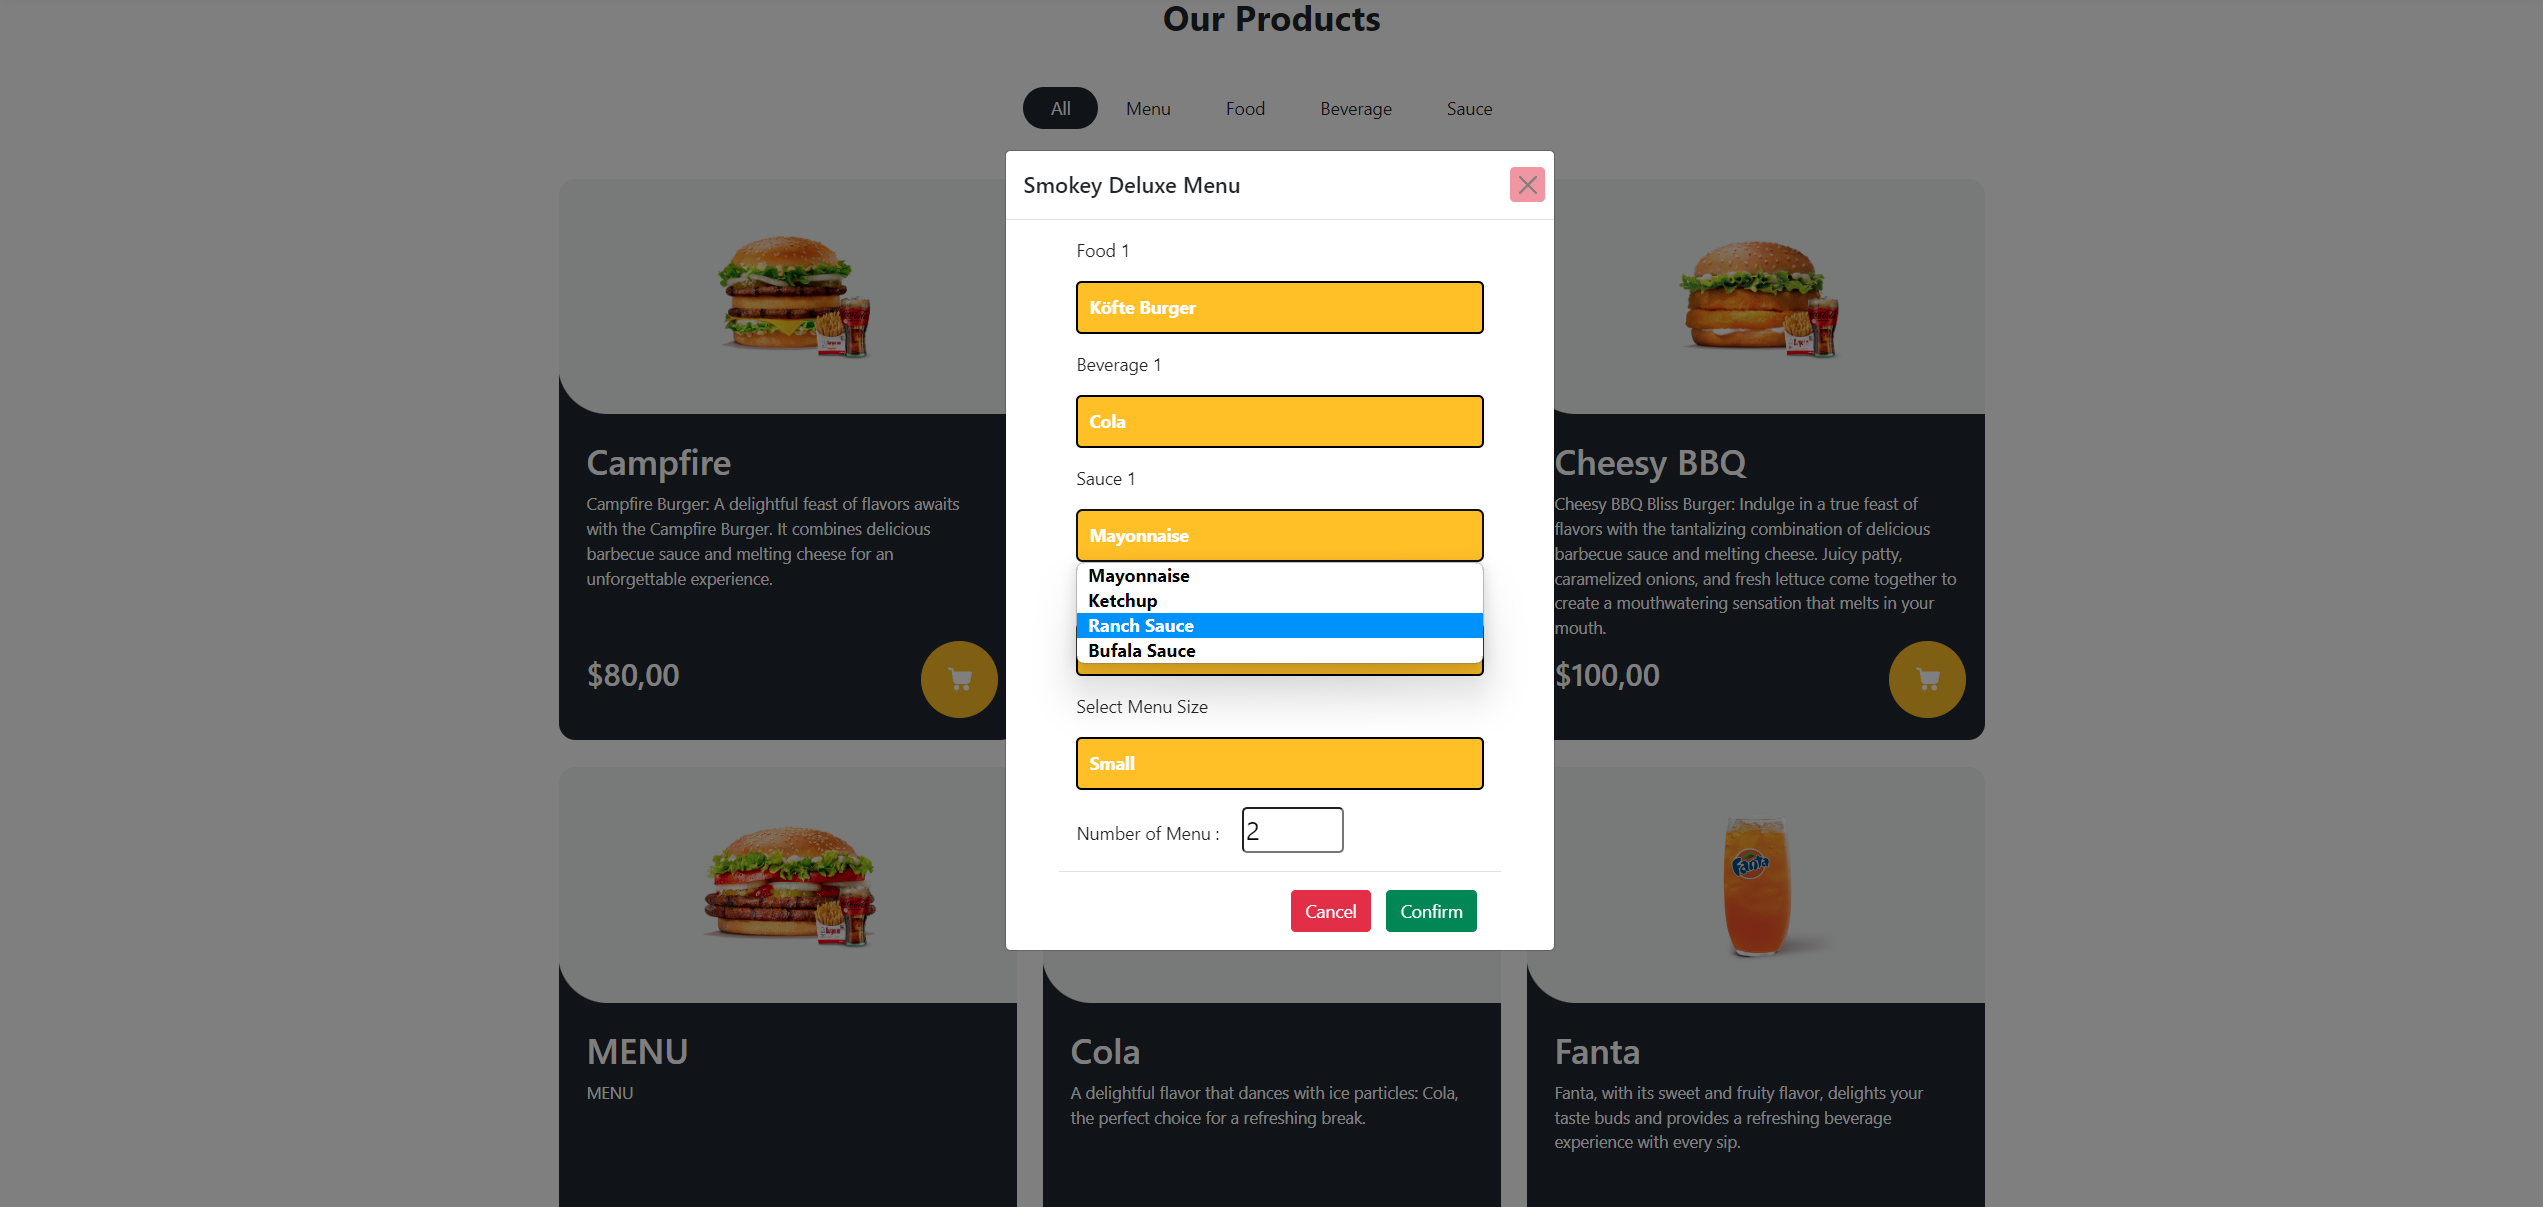 Our Products
All
Menu
Food
Beverage
Sauce
Smokey Deluxe Menu
Food 1
Köfte Burger
Beverage 1
Cola
Sauce 1
Mayonnaise
Mayonnaise
Ketchup
Ranch Sauce
Bufala Sauce
Select Menu Size
Small
Number of Menu :
2
Cancel
Confirm
Campfire
Campfire Burger: A delightful feast of flavors awaits
with the Campfire Burger. It combines delicious
barbecue sauce and melting cheese for an
unforgettable experience.
$80,00
Cheesy BBQ
Cheesy BBQ Bliss Burger: Indulge in a true feast of
flavors with the tantalizing combination of delicious
barbecue sauce and melting cheese. Juicy patty,
caramelized onions, and fresh lettuce come together to
create a mouthwatering sensation that melts in your
mouth.
$100,00
MENU
MENU
Cola
A delightful flavor that dances with ice particles: Cola,
the perfect choice for a refreshing break.
Fanta
Fanta
Fanta, with its sweet and fruity flavor, delights your
taste buds and provides a refreshing beverage
experience with every sip.